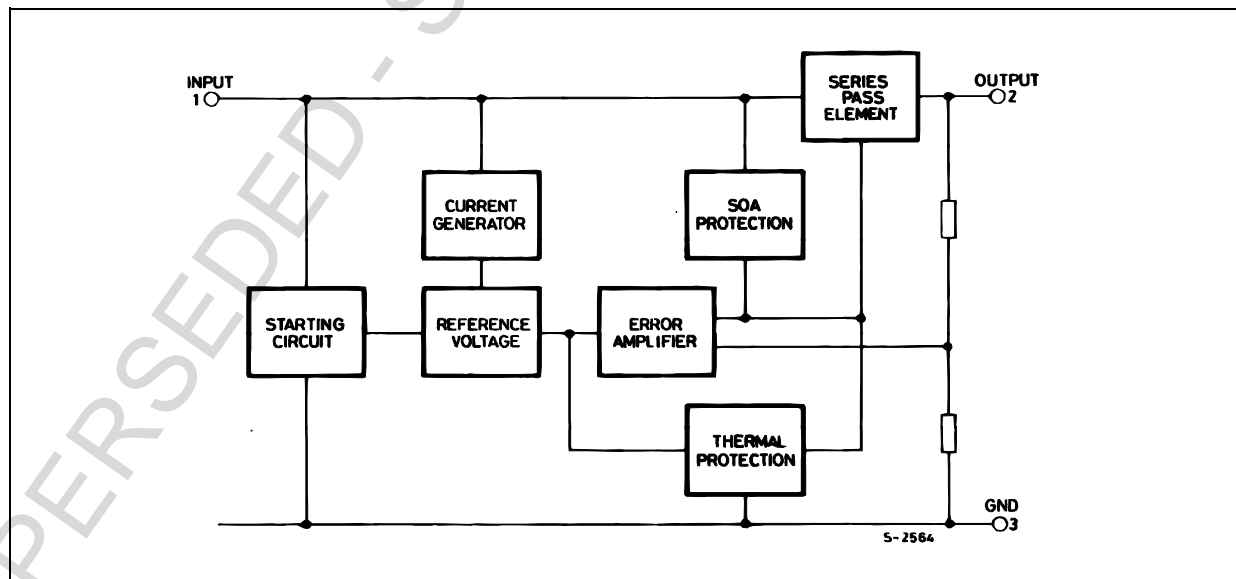 INPUT
1
SERIES
PASS
ELEMENT
OUTPUT
2
CURRENT
GENERATOR
SOA
PROTECTION
STARTING
CIRCUIT
REFERENCE
VOLTAGE
ERROR
AMPLIFIER
THERMAL
PROTECTION
GND
3
S-2564
PERSEDED - S